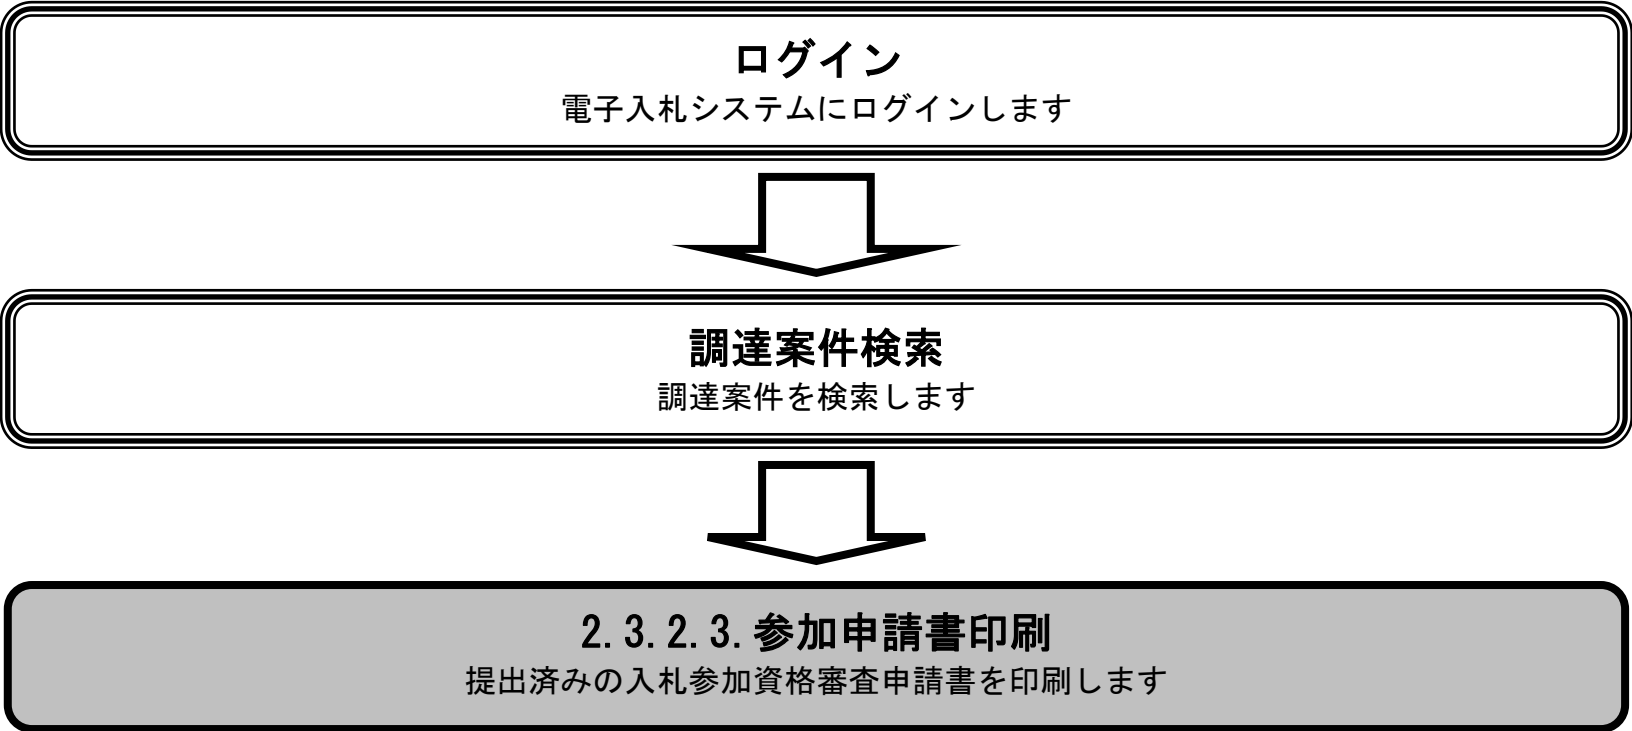 ログイン
電子入札システムにログインします
調達案件検索
調達案件を検索します
2.3.2.3.参加申請書印刷
提出済みの入札参加資格審査申請書を印刷します